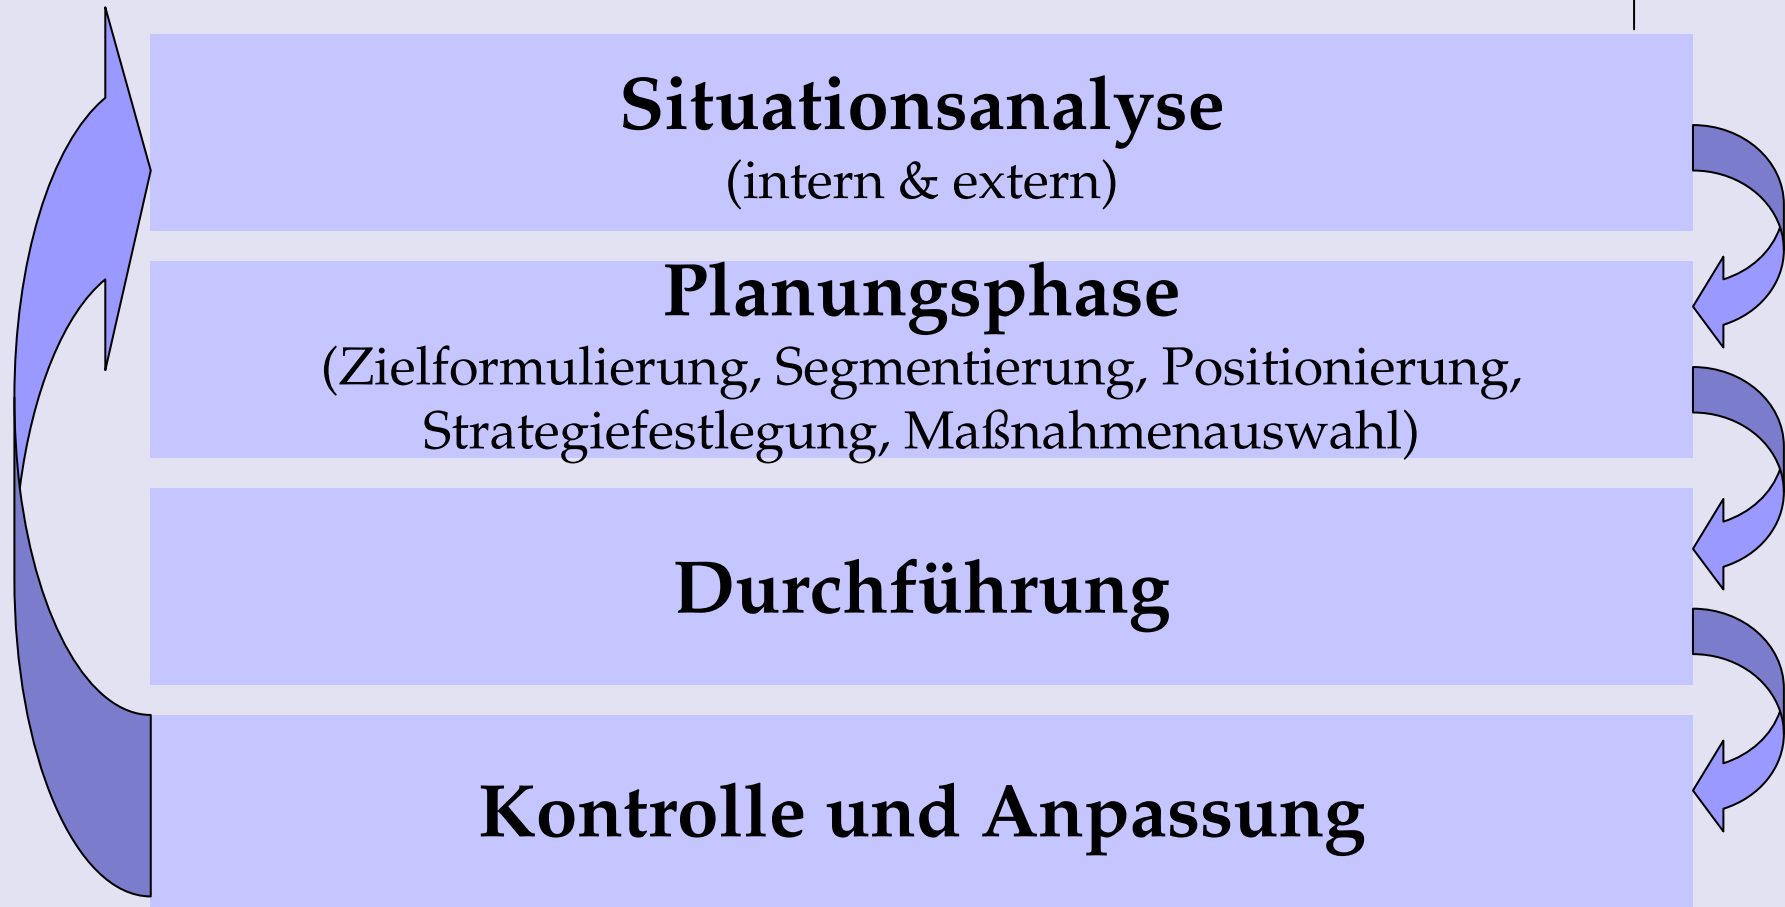 Situationsanalyse
(intern & extern)
Planungsphase
(Zielformulierung, Segmentierung, Positionierung,
Strategiefestlegung, Maßnahmenauswahl)
Durchführung
Kontrolle und Anpassung